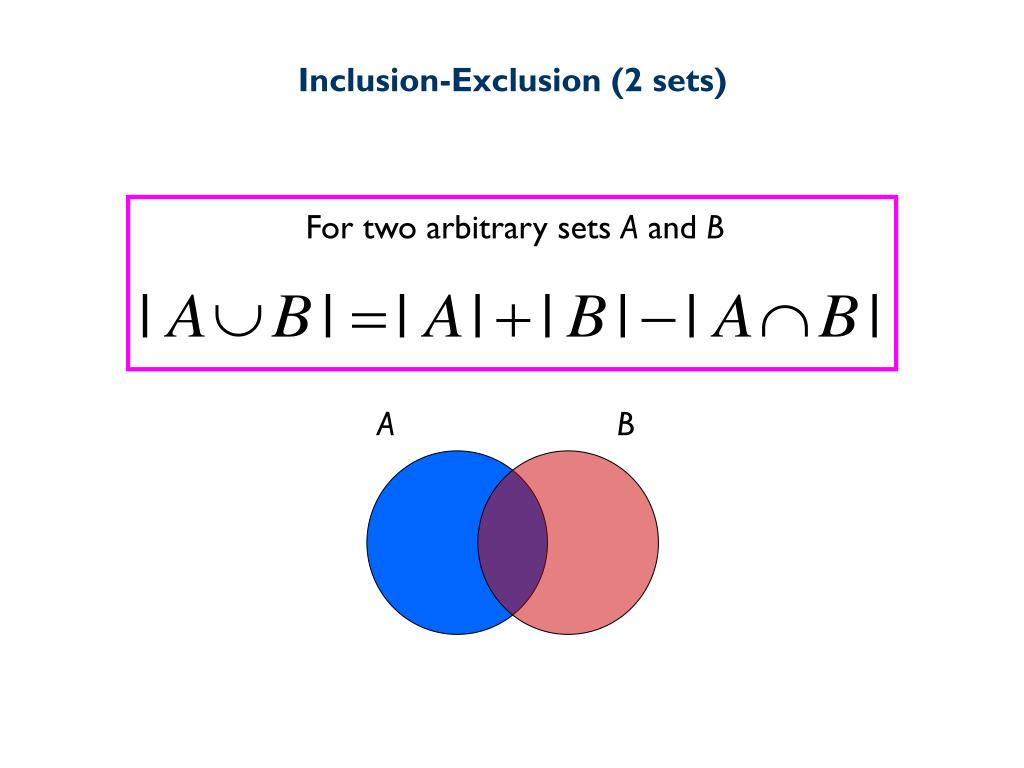 Inclusion-Exclusion (2 sets)
For two arbitrary sets A and B
|A∪B|=|A|+|B|−|A∩B|
A B